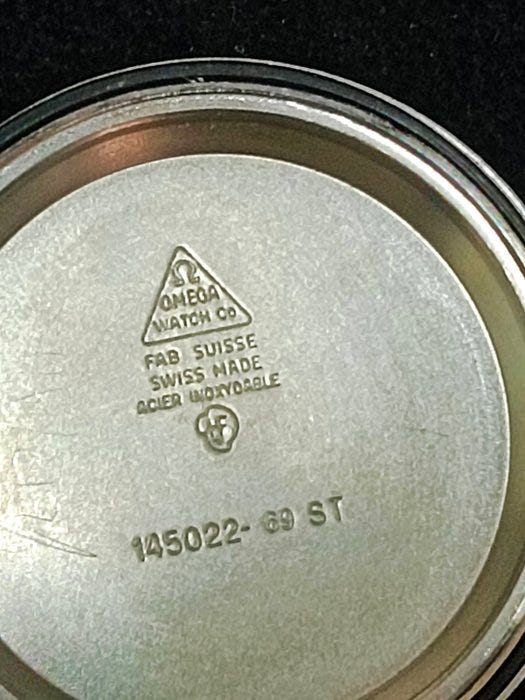 Ω
OMEGA
WATCH Co
FAB SUISSE
SWISS MADE
ACIER INOXYDABLE
145022- 69 ST